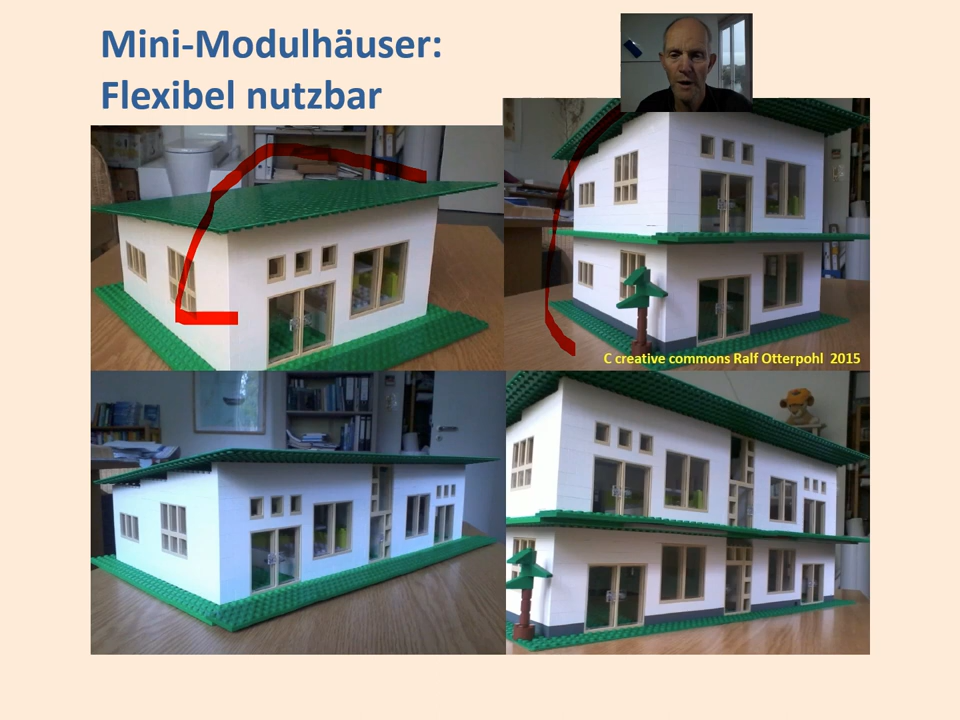 Mini-Modulhäuser:
Flexibel nutzbar
C creative commons Ralf Otterpohl 2015